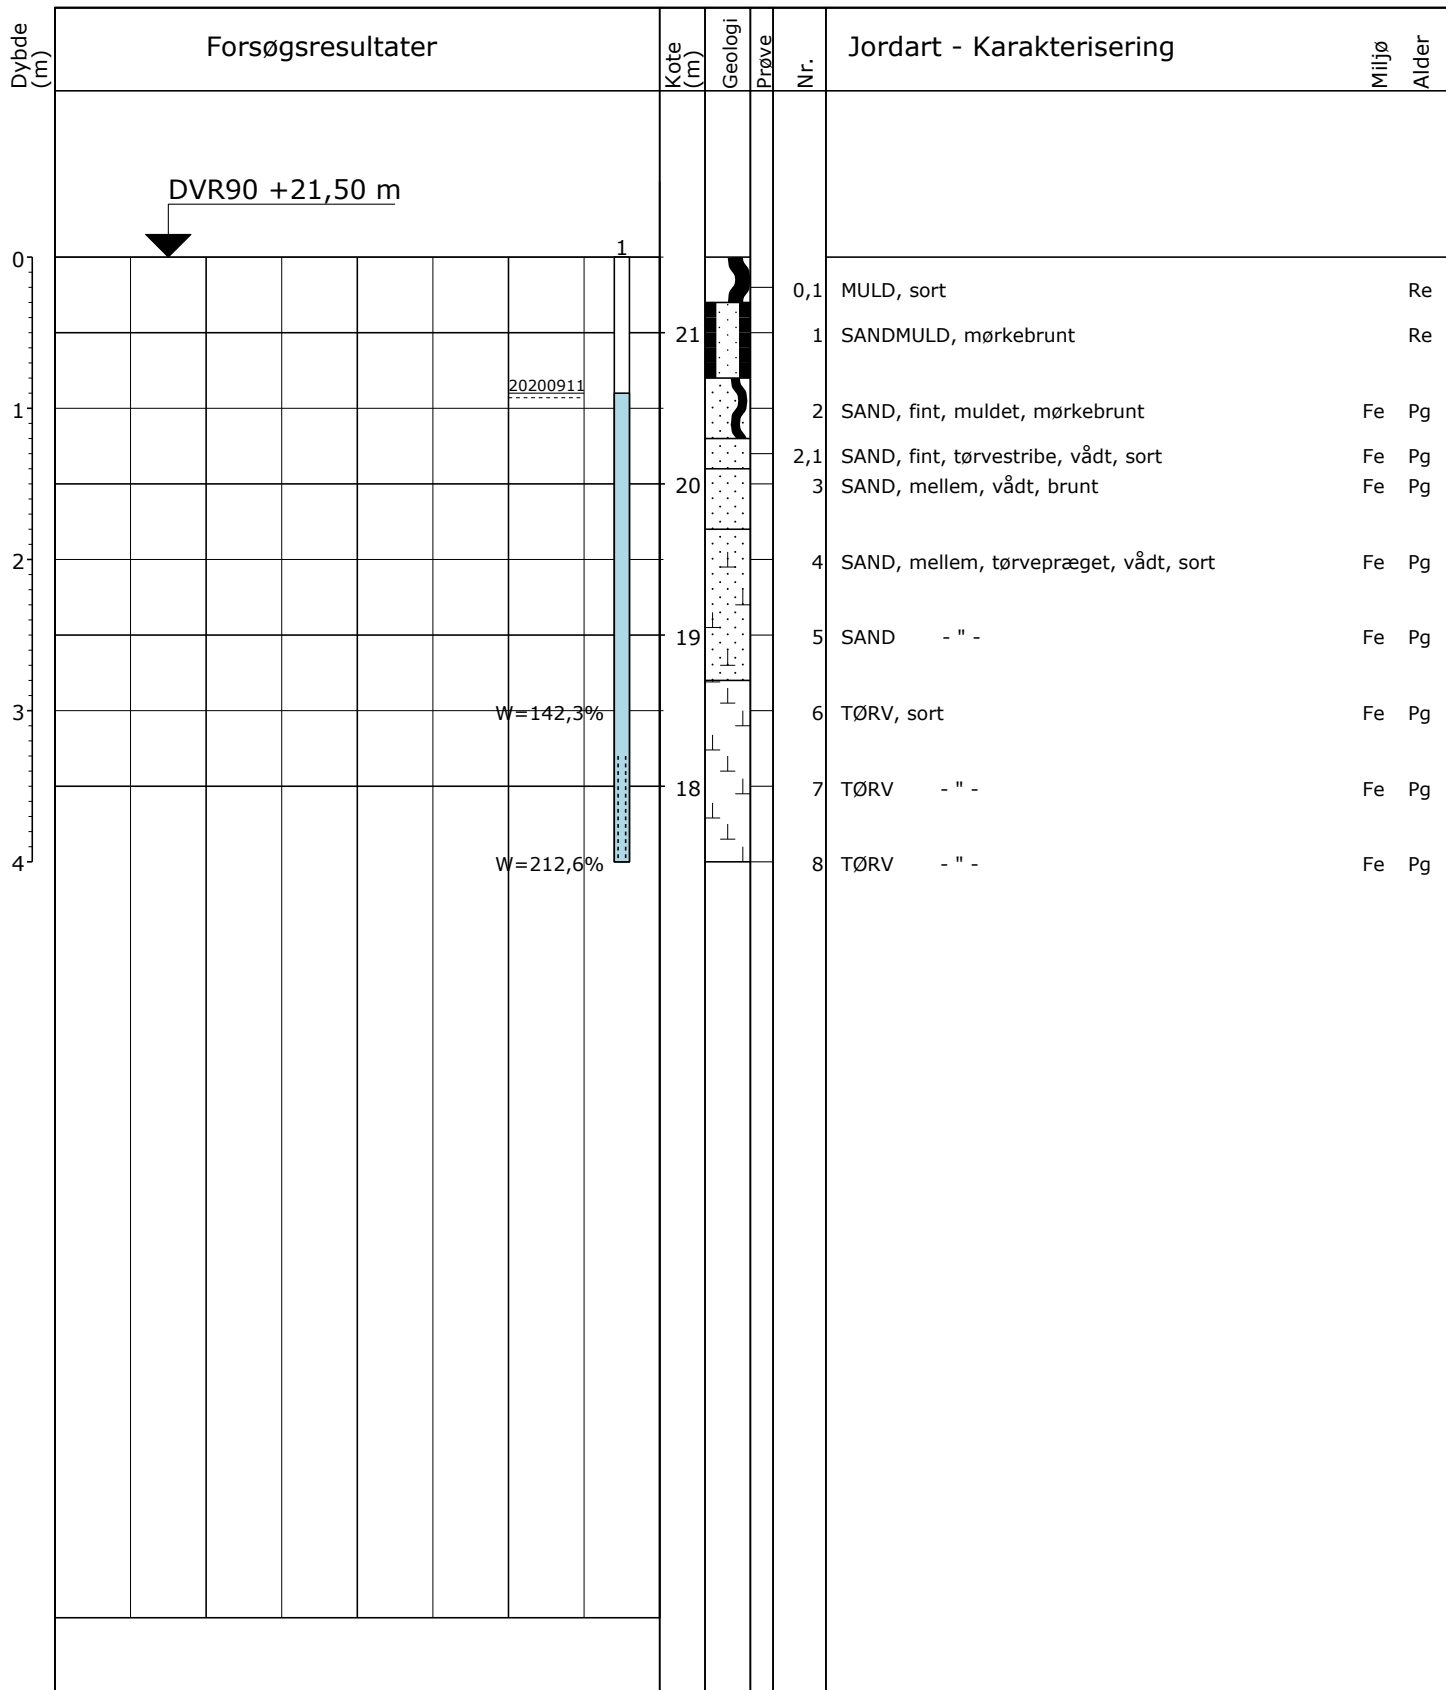 Dybde (m)
Forsøgsresultater
Kote (m)
Geologi
Prøve
Nr.
Jordart - Karakterisering
Miljø
Alder
DVR90 +21,50 m
1
0
0,1 MULD, sort Re
21 1 SANDMULD, mørkebrunt Re
20200911
1 2 SAND, fint, muldet, mørkebrunt Fe Pg
2,1 SAND, fint, tørvestribe, vådt, sort Fe Pg
20 3 SAND, mellem, vådt, brunt Fe Pg
2 4 SAND, mellem, tørvepræget, vådt, sort Fe Pg
19 5 SAND - " - Fe Pg
3 W=142,3% 6 TØRV, sort Fe Pg
18 7 TØRV - " - Fe Pg
4 W=212,6% 8 TØRV - " - Fe Pg